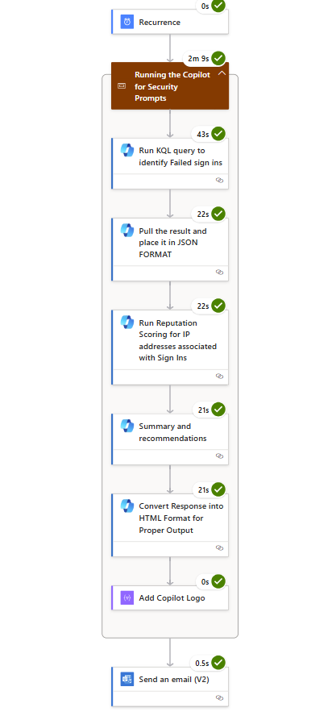 0s
Recurrence
2m 9s
Running the Copilot
for Security
Prompts
43s
Run KQL query to
identify Failed sign ins
22s
Pull the result and
place it in JSON
FORMAT
22s
Run Reputation
Scoring for IP
addresses associated
with Sign Ins
21s
Summary and
recommendations
21s
Convert Response into
HTML Format for
Proper Output
0s
Add Copilot Logo
0.5s
Send an email (V2)